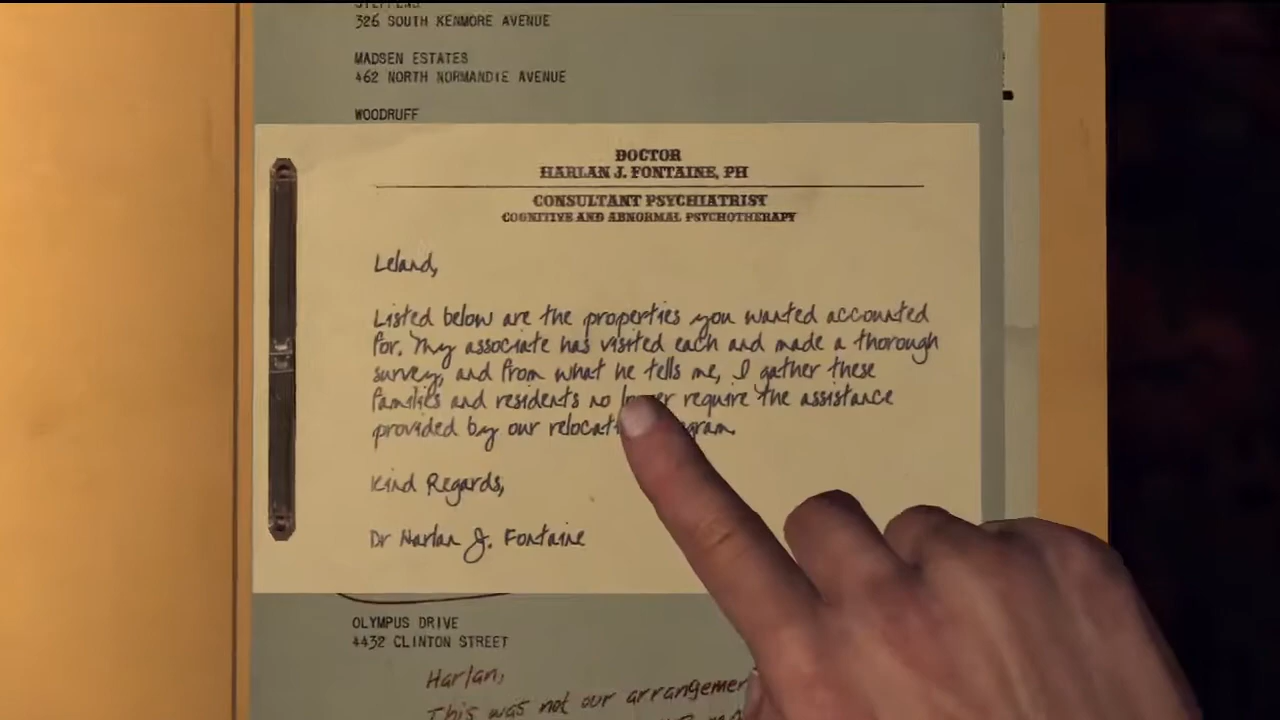 326 SOUTH KENMORE AVENUE
MADSEN ESTATES
462 NORTH NORMANDIE AVENUE
WOODRUFF
DOCTOR
HARLAN J. FONTAINE, PH
CONSULTANT PSYCHIATRIST
COGNITIVE AND ABNORMAL PSYCHOTHERAPY
Leland,
Listed below are the properties you wanted accounted
for. My associate has visited each and made a thorough
survey, and from what he tells me, I gather these
families and residents no require the assistance
provided by our
Kind Regards,
Dr Harlan J. Fontaine
OLYMPUS DRIVE
4432 CLINTON STREET
Harlan,
This was not our